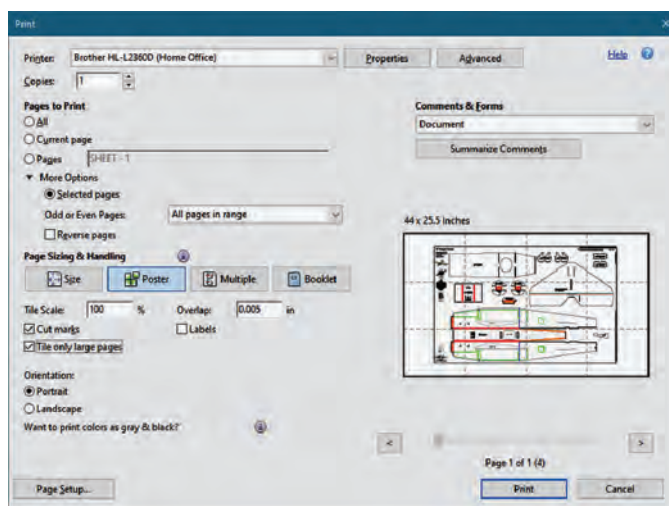 Print
Printer: Brother HL-L2360D (Home Office) Properties Advanced Help
Copies: 1
Pages to Print Comments & Forms
All Document
Current page
Pages SHEET - 1 Summarize Comments
More Options
Selected pages
Odd or Even Pages: All pages in range 44 x 25.5 Inches
Reverse pages
Page Sizing & Handling
Size Poster Multiple Booklet
Tile Scale: 100 % Overlap: 0.005 in
Cut marks Labels
Tile only large pages
Orientation:
Portrait
Landscape
Want to print colors as gray & black?
< >
Page 1 of 1 (4)
Page Setup... Print Cancel